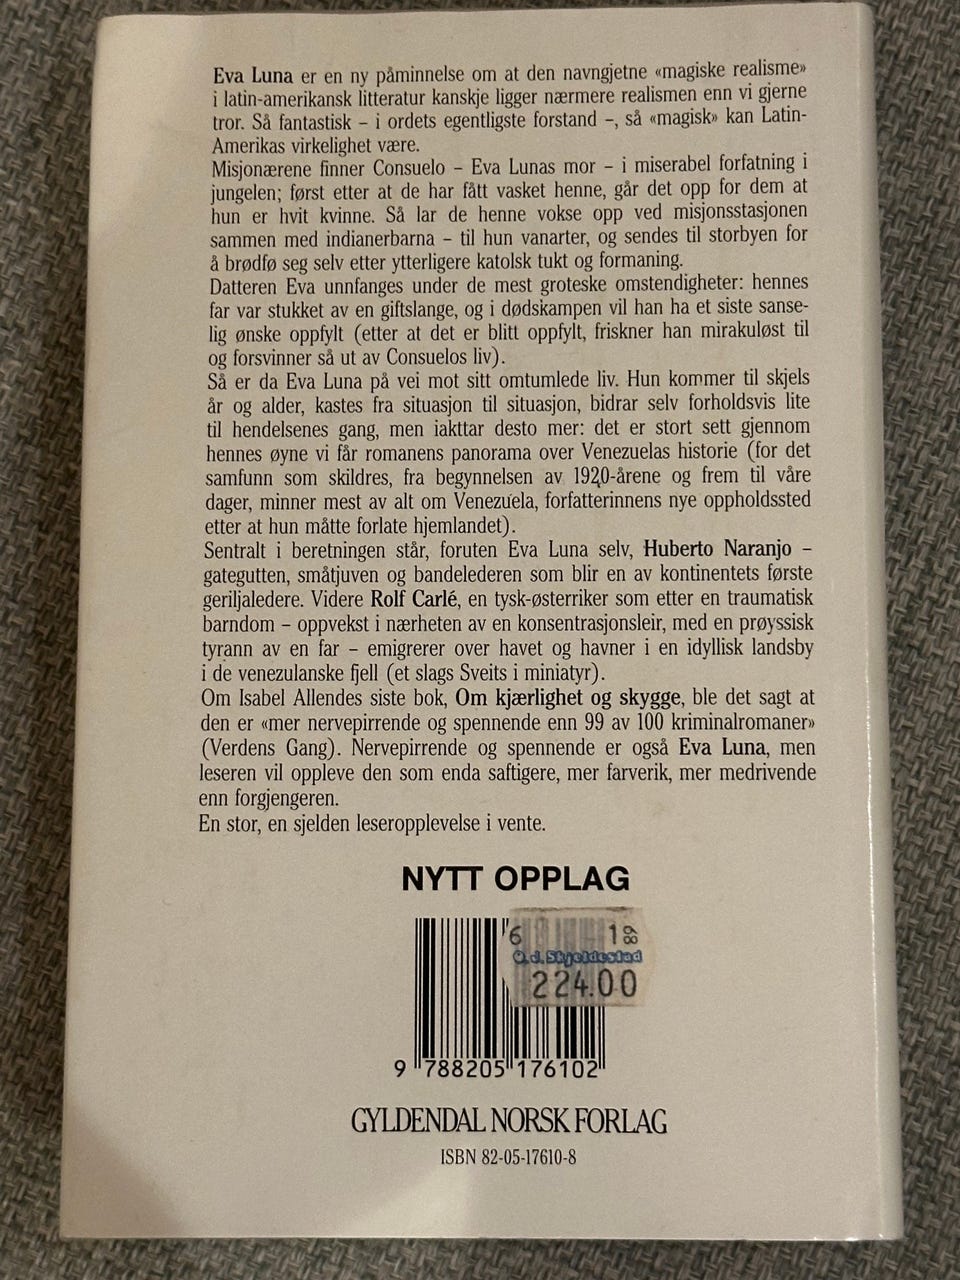 Eva Luna er en ny påminnelse om at den navngjetne «magiske realisme»
i latin-amerikansk litteratur kanskje ligger nærmere realismen enn vi gjerne
tror. Så fantastisk – i ordets egentligste forstand –, så «magisk» kan Latin-
Amerikas virkelighet være.
Misjonærene finner Consuelo – Eva Lunas mor – i miserabel forfatning i
jungelen; først etter at de har fått vasket henne, går det opp for dem at
hun er hvit kvinne. Så lar de henne vokse opp ved misjonsstasjonen
sammen med indianerbarna – til hun vanarter, og sendes til storbyen for
å brødfø seg selv etter ytterligere katolsk tukt og formaning.
Datteren Eva unnfanges under de mest groteske omstendigheter: hennes
far var stukket av en giftslange, og i dødskampen vil han ha et siste sanse-
lig ønske oppfylt (etter at det er blitt oppfylt, friskner han mirakuløst til
og forsvinner så ut av Consuelos liv).
Så er da Eva Luna på vei mot sitt omtumlede liv. Hun kommer til skjels
år og alder, kastes fra situasjon til situasjon, bidrar selv forholdsvis lite
til hendelsenes gang, men iakttar desto mer: det er stort sett gjennom
hennes øyne vi får romanens panorama over Venezuelas historie (for det
samfunn som skildres, fra begynnelsen av 1920-årene og frem til våre
dager, minner mest av alt om Venezuela, forfatterinnens nye oppholdssted
etter at hun måtte forlate hjemlandet).
Sentralt i beretningen står, foruten Eva Luna selv, Huberto Naranjo –
gategutten, småtjuven og bandelederen som blir en av kontinentets første
geriljaledere. Videre Rolf Carlé, en tysk-østerriker som etter en traumatisk
barndom – oppvekst i nærheten av en konsentrasjonsleir, med en prøyssisk
tyrann av en far – emigrerer over havet og havner i en idyllisk landsby
i de venezulanske fjell (et slags Sveits i miniatyr).
Om Isabel Allendes siste bok, Om kjærlighet og skygge, ble det sagt at
den er «mer nervepirrende og spennende enn 99 av 100 kriminalromaner»
(Verdens Gang). Nervepirrende og spennende er også Eva Luna, men
leseren vil oppleve den som enda saftigere, mer farverik, mer medrivende
enn forgjengeren.
En stor, en sjelden leseropplevelse i vente.
NYTT OPPLAG
6 1 89
O.J. Skjeldestad
224.00
9 788205 176102
GYLDENDAL NORSK FORLAG
ISBN 82-05-17610-8